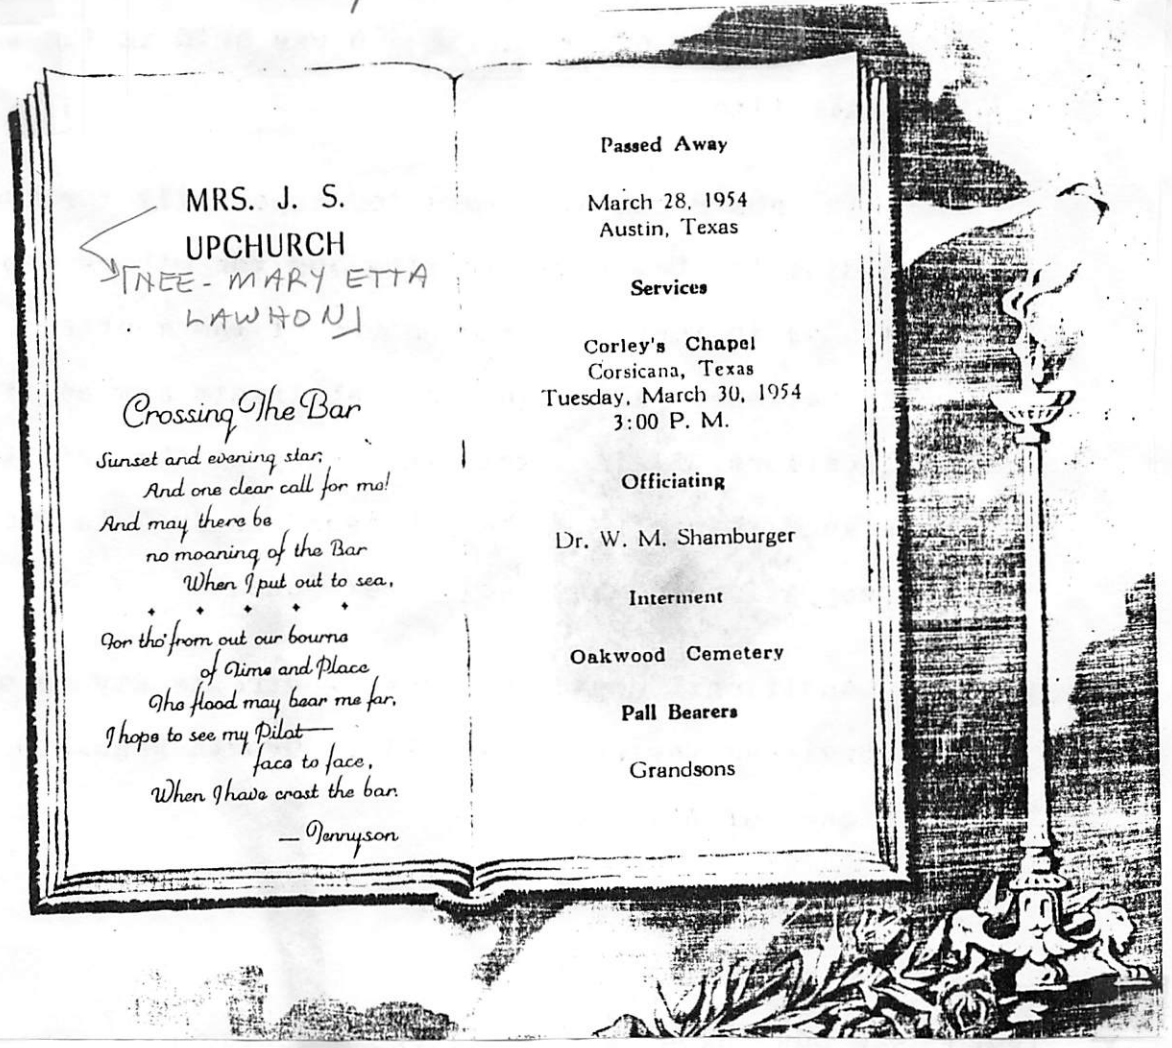 MRS. J. S.
UPCHURCH
[NEE- MARY ETTA
LAWHON]
Crossing The Bar
Sunset and evening star,
And one clear call for me!
And may there be
no moaning of the Bar
When I put out to sea,
For tho' from out our bourne
of Time and Place
The flood may bear me far,
I hope to see my Pilot—
face to face,
When I have crost the bar.
— Tennyson
Passed Away
March 28, 1954
Austin, Texas
Services
Corley's Chapel
Corsicana, Texas
Tuesday, March 30, 1954
3:00 P. M.
Officiating
Dr. W. M. Shamburger
Interment
Oakwood Cemetery
Pall Bearers
Grandsons